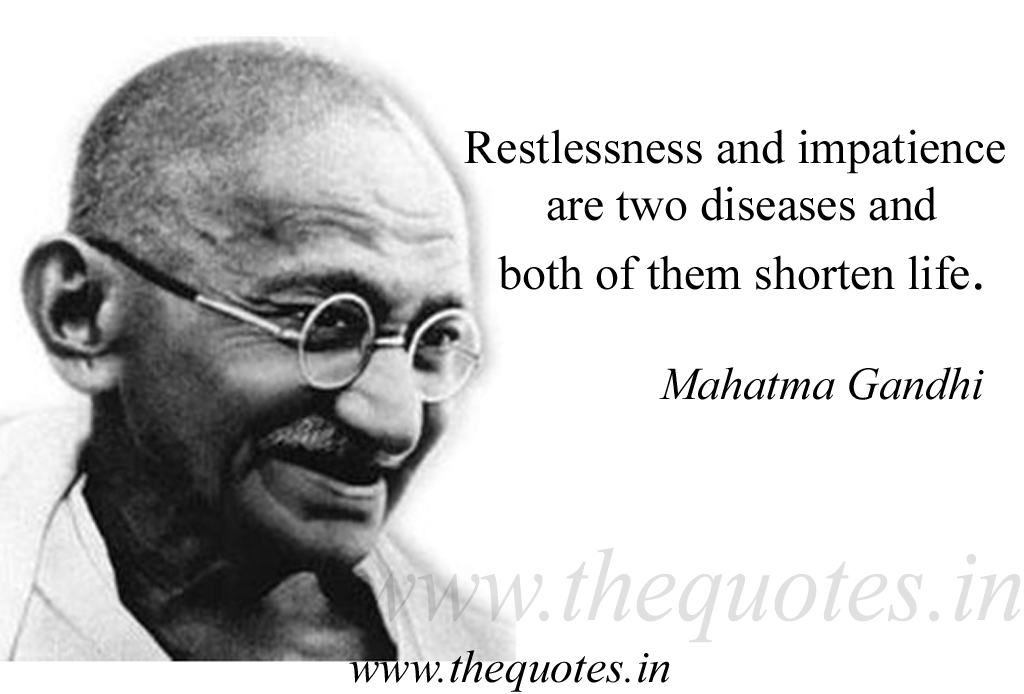 Restlessness and impatience
are two diseases and
both of them shorten life.
Mahatma Gandhi
www.thequotes.in
www.thequotes.in